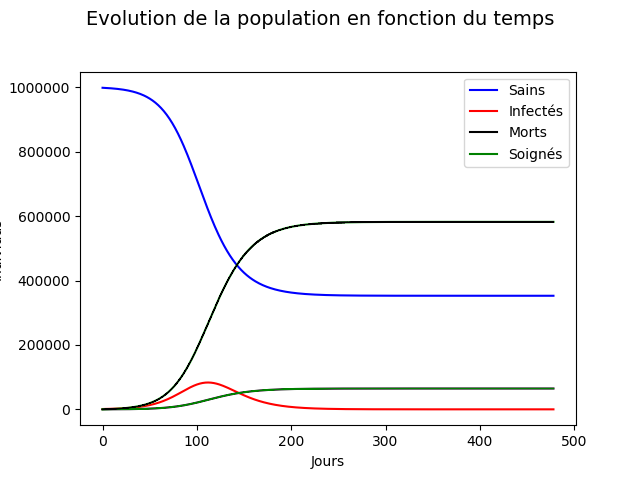 Evolution de la population en fonction du temps
1000000
800000
600000
400000
200000
0
Sains
Infectés
Morts
Soignés
0 100 200 300 400 500
Jours